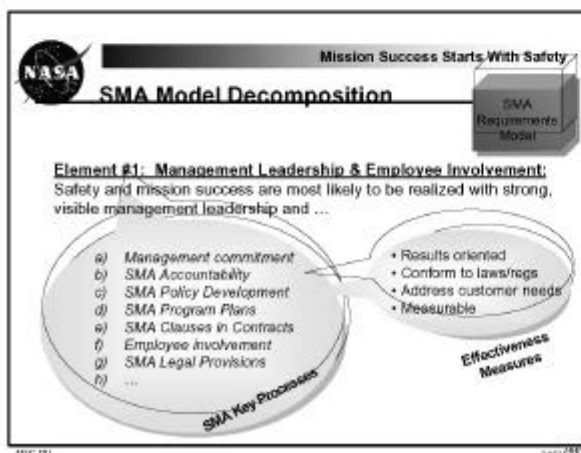 Mission Success Starts With Safety
NASA
SMA Model Decomposition
SMA
Requirements
Model
Element #1: Management Leadership & Employee Involvement:
Safety and mission success are most likely to be realized with strong,
visible management leadership and ...
a) Management commitment
b) SMA Accountability
c) SMA Policy Development
d) SMA Program Plans
e) SMA Clauses in Contracts
f) Employee Involvement
g) SMA Legal Provisions
h) ...
SMA Key Processes
• Results oriented
• Conform to laws/regs
• Address customer needs
• Measurable
Effectiveness
Measures